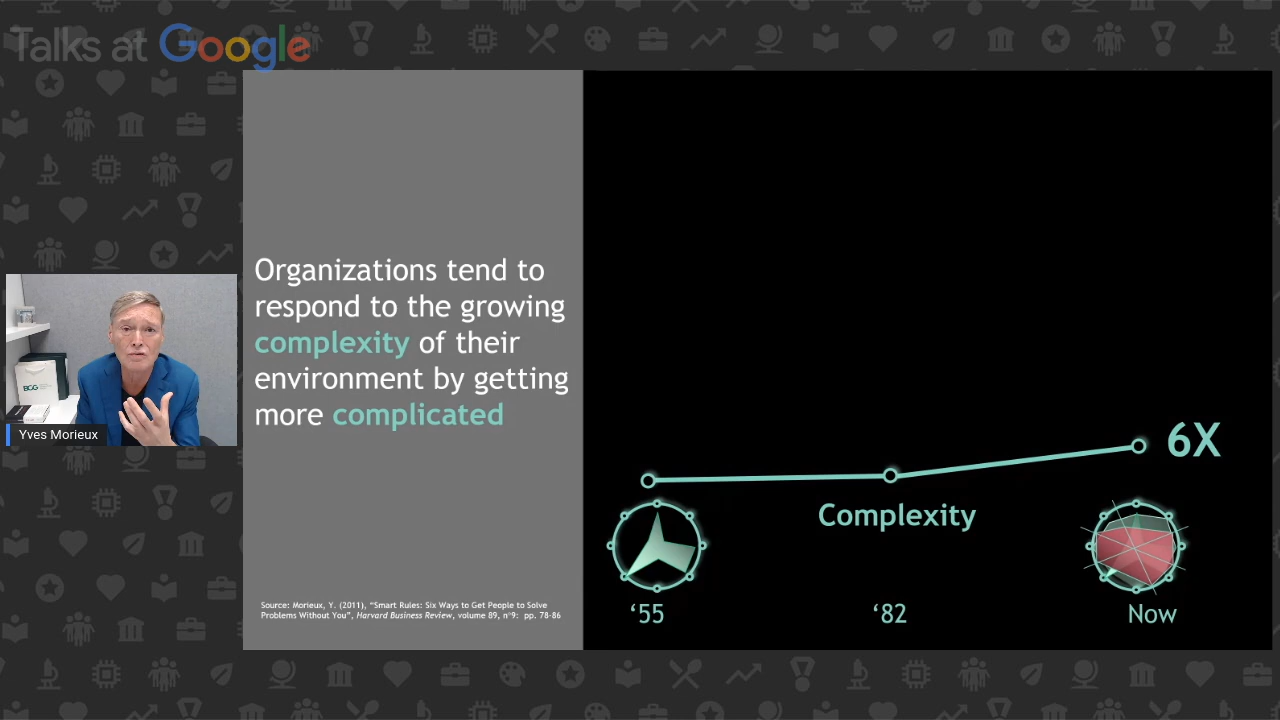 Talks at Google
Organizations tend to
respond to the growing
complexity of their
environment by getting
more complicated
Source: Morieux, Y. (2011), “Smart Rules: Six Ways to Get People to Solve
Problems Without You”, Harvard Business Review, volume 89, n°9: pp. 78-86
6X
Complexity
‘55
‘82
Now
BCG
Yves Morieux